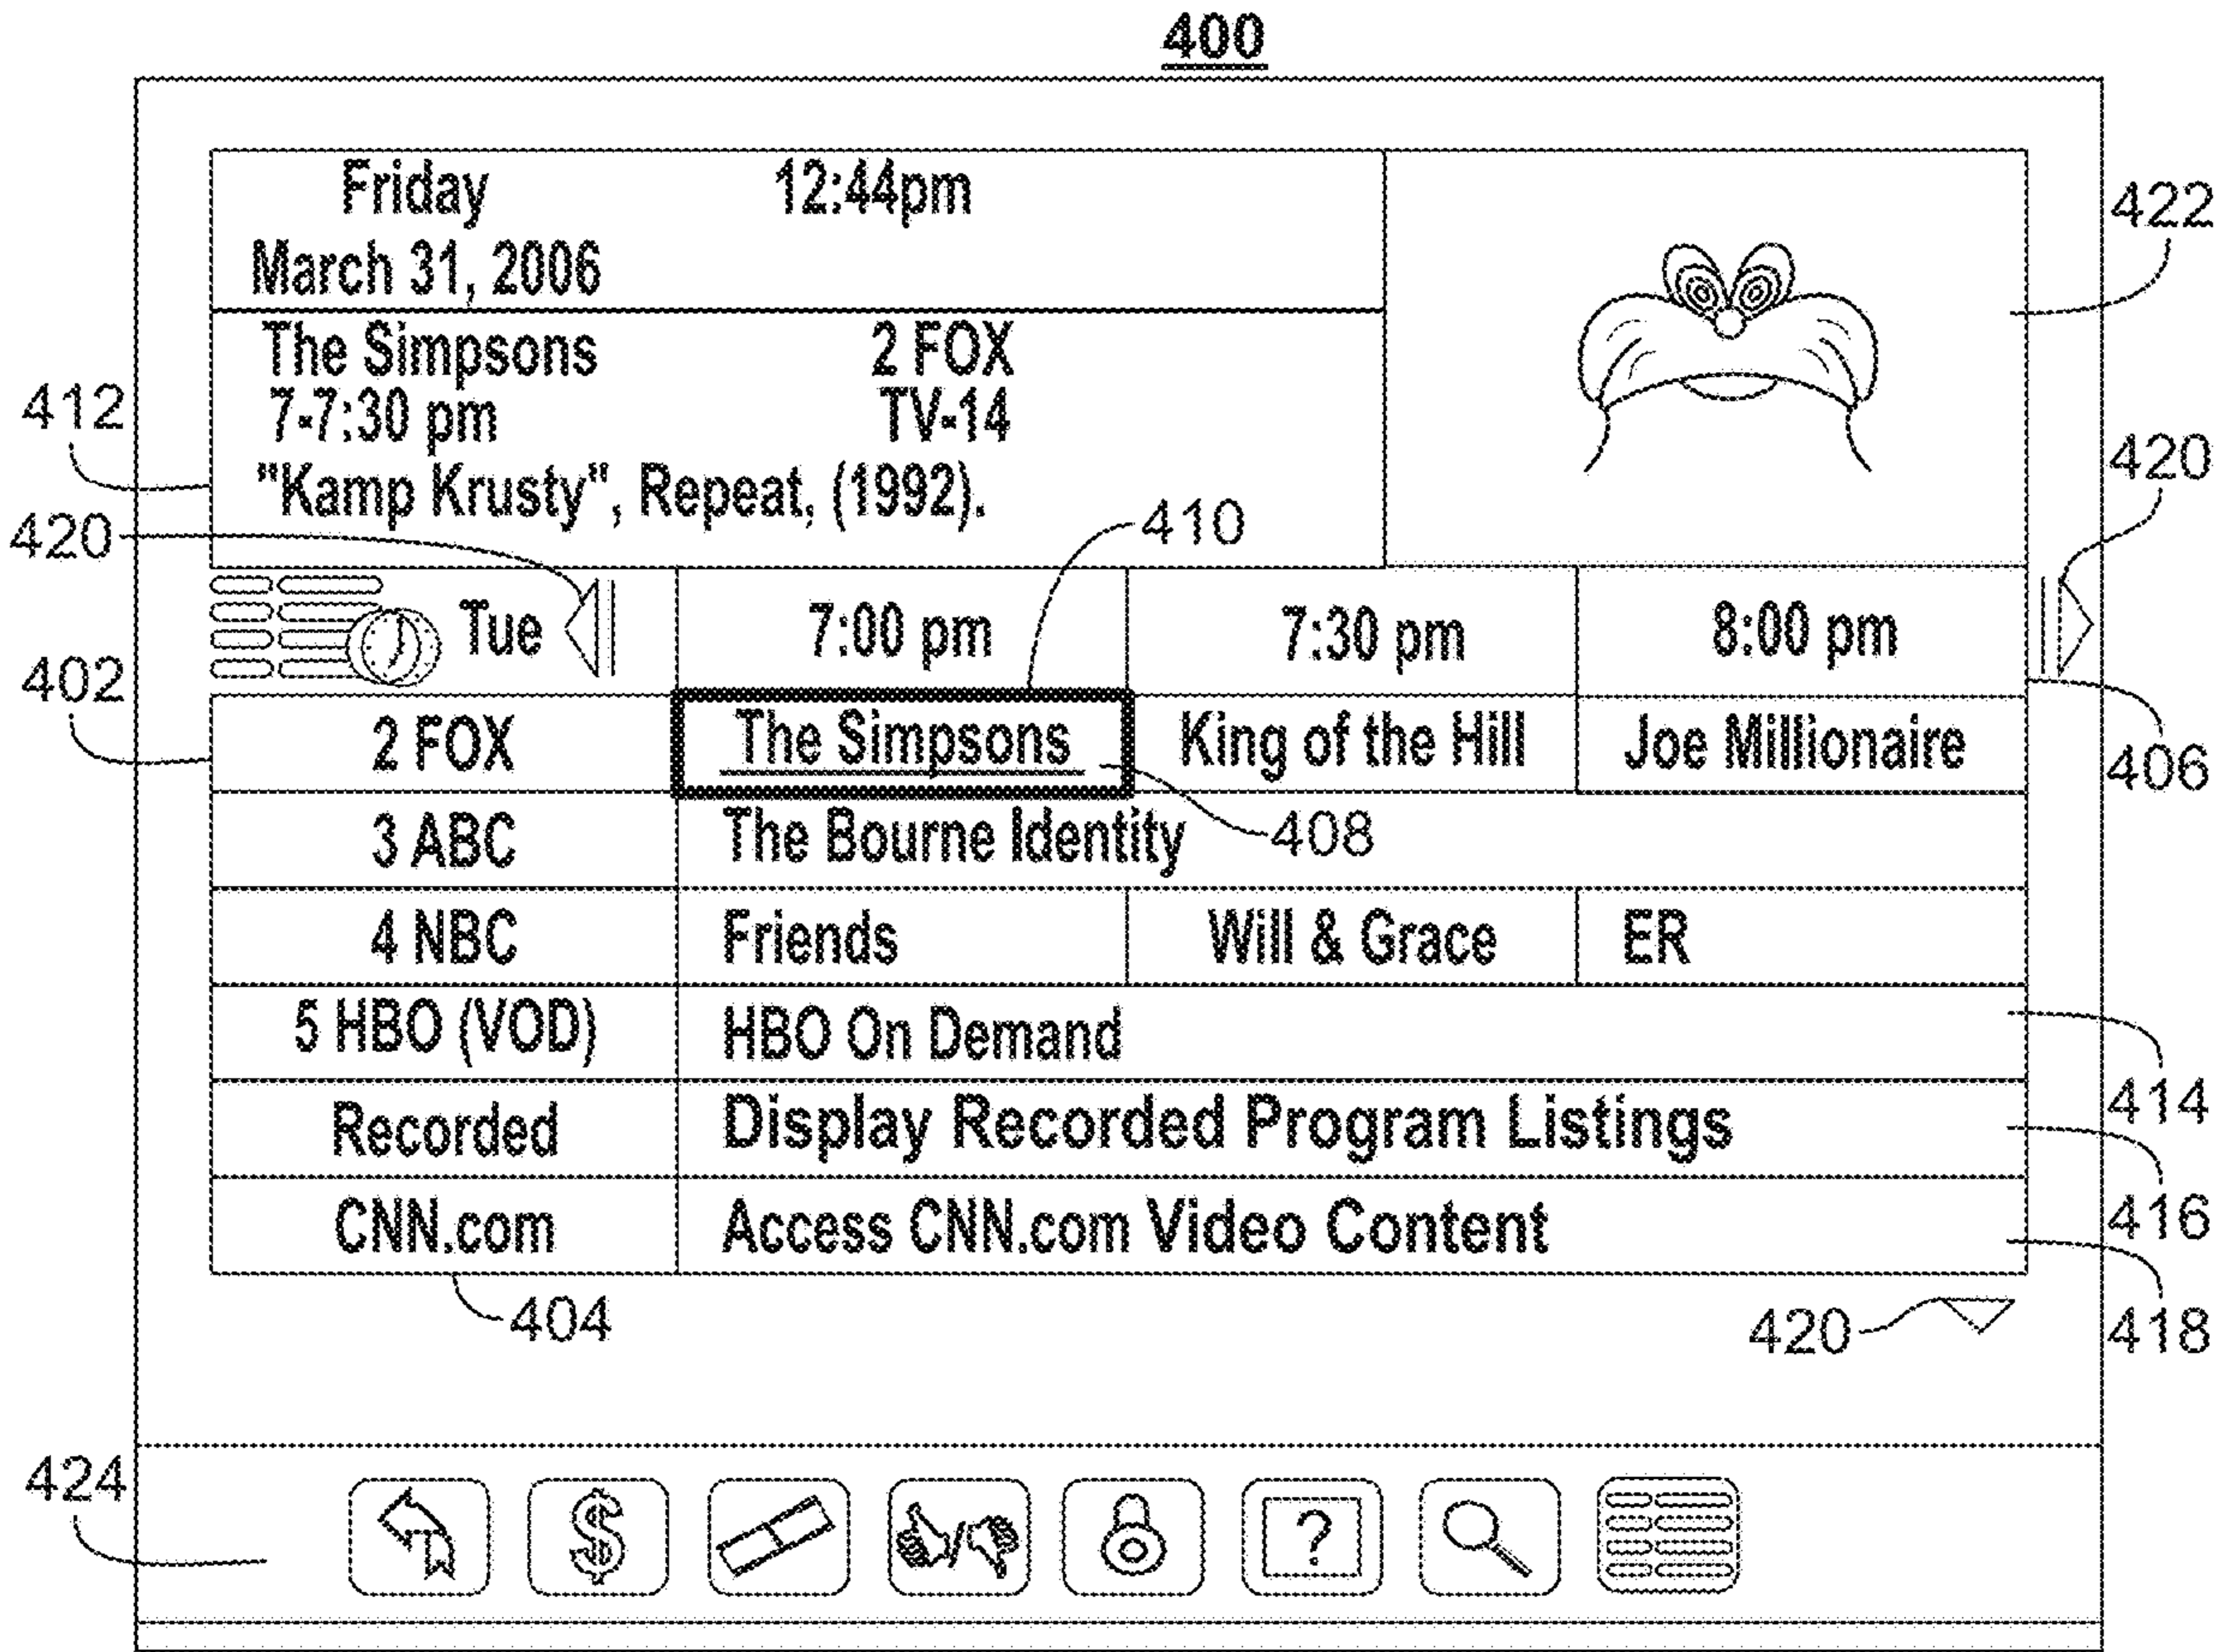 400
Friday 12:44pm
March 31, 2006
422
The Simpsons 2 FOX
412
7-7:30 pm TV-14
420
"Kamp Krusty", Repeat, (1992).
410
420
Tue 7:00 pm 7:30 pm 8:00 pm
402
2 FOX The Simpsons King of the Hill Joe Millionaire
406
3 ABC The Bourne Identity
408
4 NBC Friends Will & Grace ER
5 HBO (VOD) HBO On Demand
414
Recorded Display Recorded Program Listings
416
CNN.com Access CNN.com Video Content
404
420
418
424
$
?